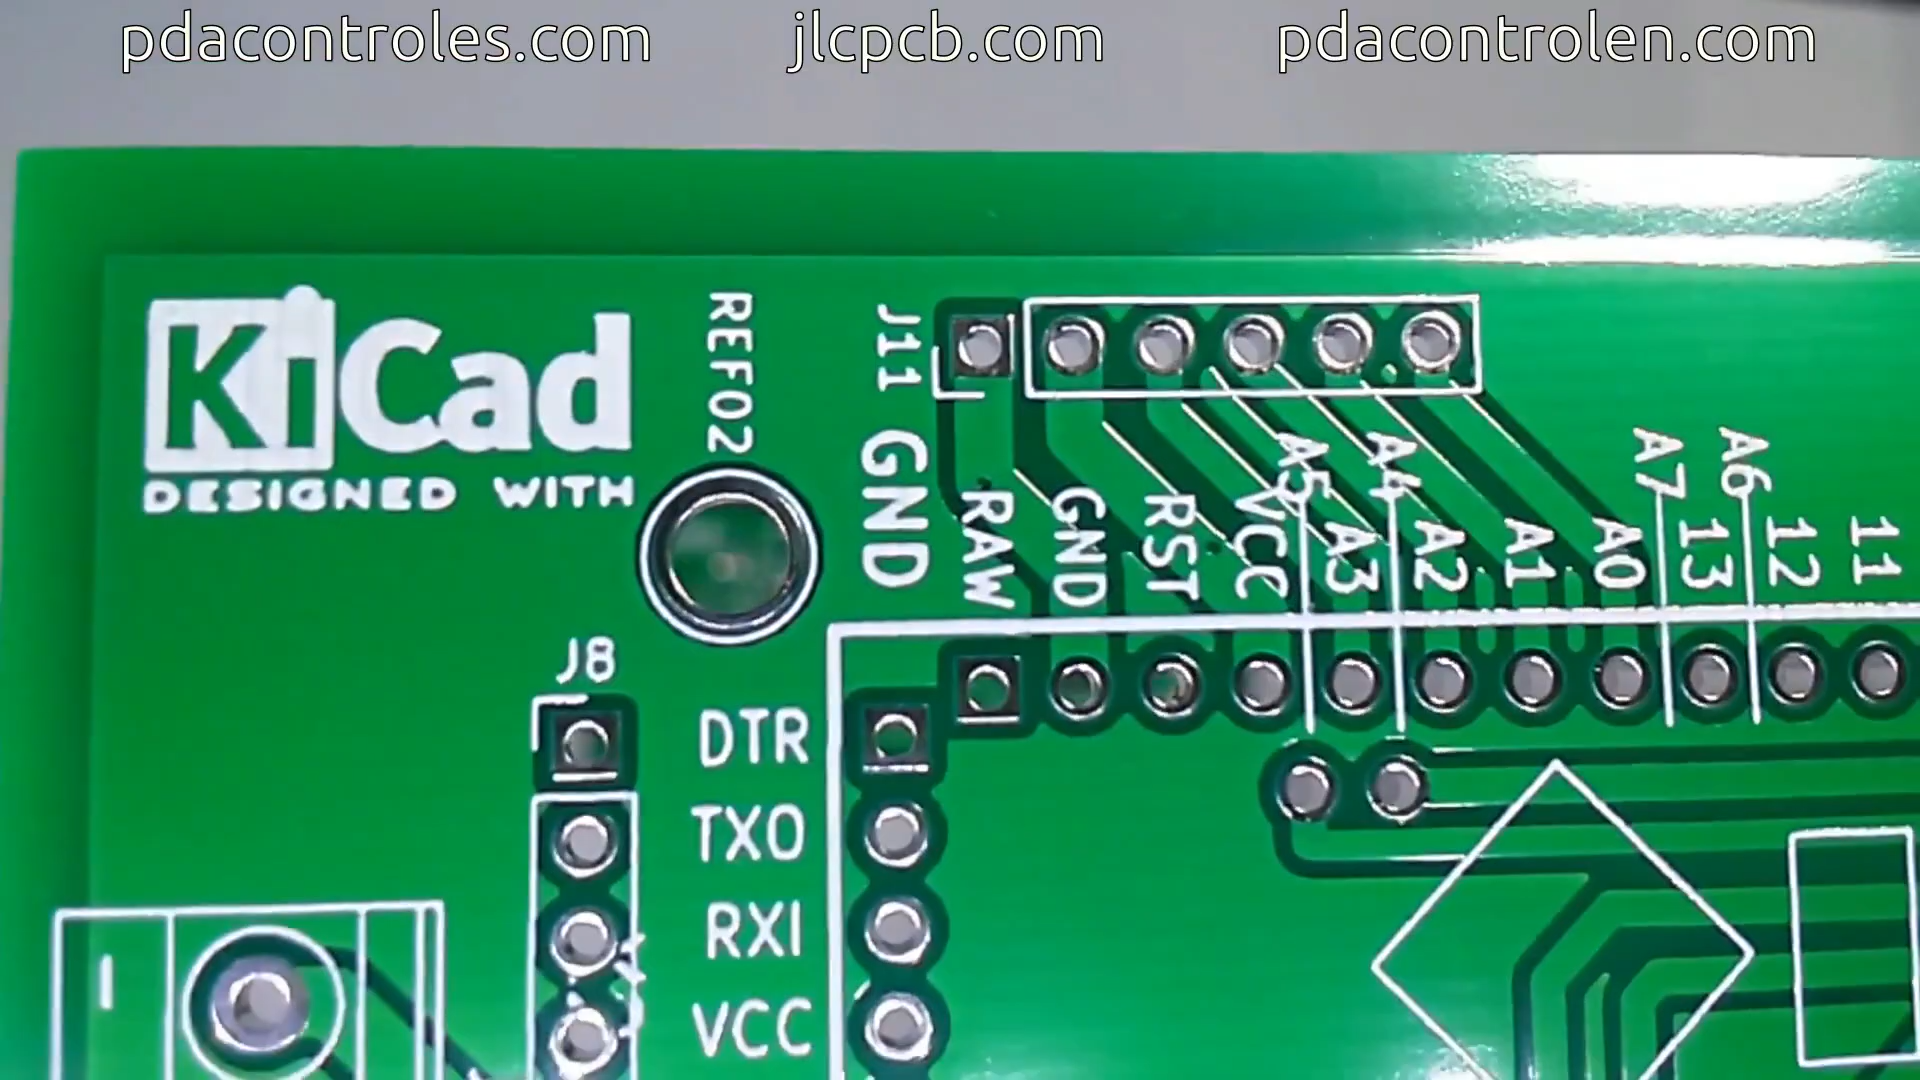 pdacontroles.com jlcpcb.com pdacontrolen.com
KiCad
DESIGNED WITH
REF02
J11 GND
RAW GND RST VCC A5 A3 A4 A2 A1 A0 A7 13 A6 12 11
J8
DTR
TXO
RXI
VCC